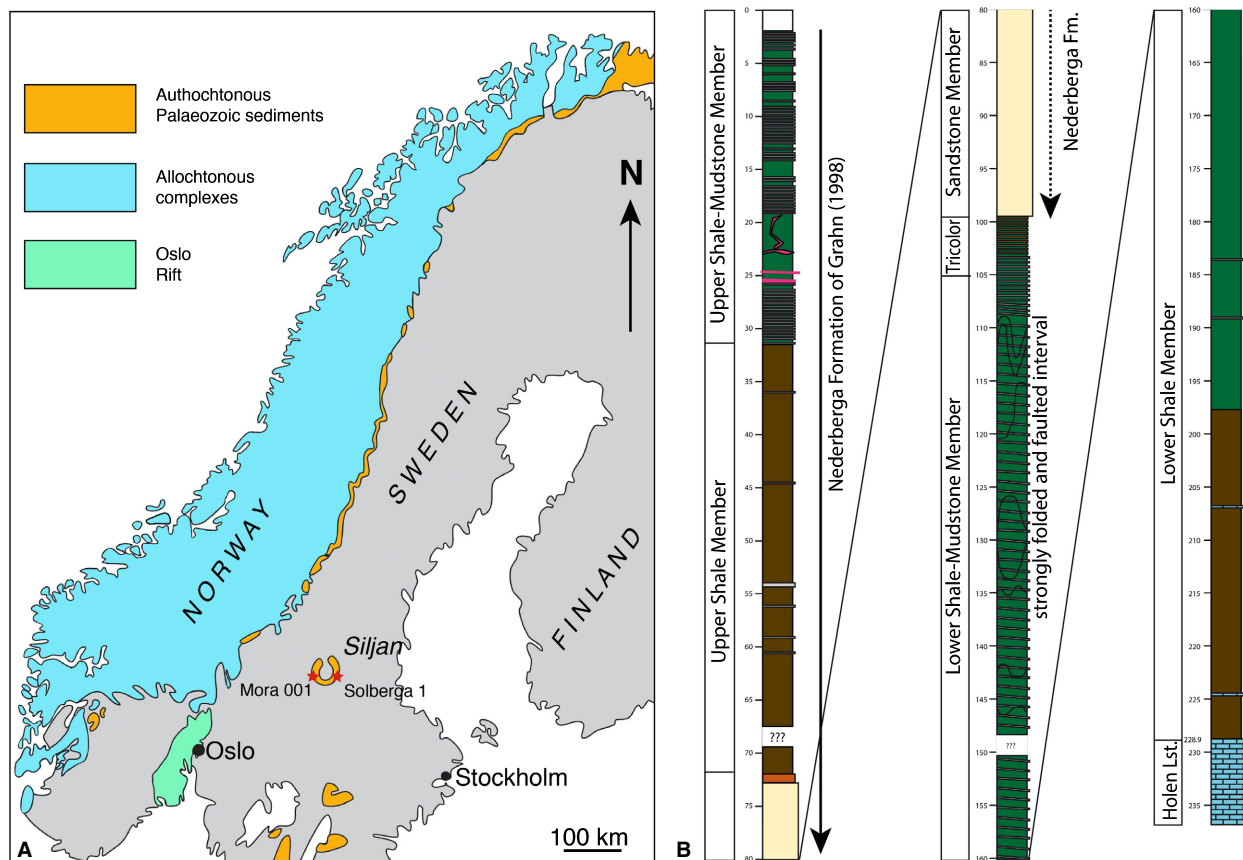 Authochtonous
Palaeozoic sediments
Allochtonous
complexes
Oslo
Rift
N
NORWAY
SWEDEN
FINLAND
Siljan
Mora 001
Solberga 1
Oslo
Stockholm
100 km
A
B
Upper Shale-Mudstone Member
Upper Shale Member
0
5
10
15
20
25
30
35
40
45
50
55
60
65
???
70
75
80
Nederberga Formation of Grahn (1998)
Sandstone Member
Tricolor
Lower Shale-Mudstone Member
80
85
90
95
100
105
110
115
120
125
130
135
140
145
???
150
155
160
Nederberga Fm.
strongly folded and faulted interval
Lower Shale Member
Holen Lst.
160
165
170
175
180
185
190
195
200
205
210
215
220
225
228.9
230
235